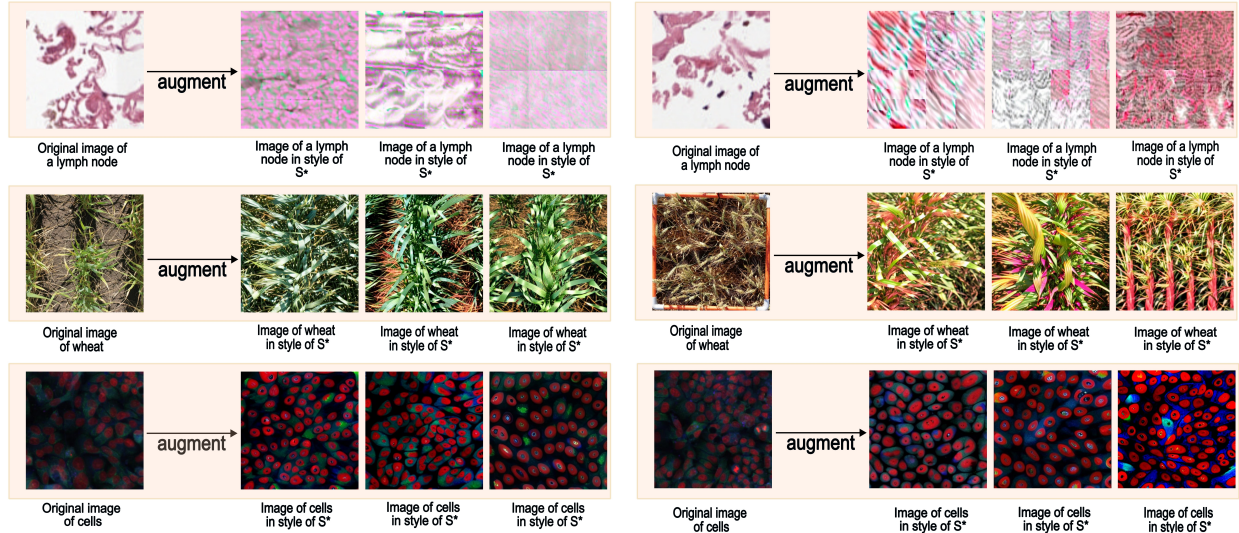 augment
Original image of
a lymph node
Image of a lymph
node in style of
S*
Image of a lymph
node in style of
S*
Image of a lymph
node in style of
S*
augment
Original image of
a lymph node
Image of a lymph
node in style of
S*
Image of a lymph
node in style of
S*
Image of a lymph
node in style of
S*
augment
Original image
of wheat
Image of wheat
in style of S*
Image of wheat
in style of S*
Image of wheat
in style of S*
augment
Original image
of wheat
Image of wheat
in style of S*
Image of wheat
in style of S*
Image of wheat
in style of S*
augment
Original image
of cells
Image of cells
in style of S*
Image of cells
in style of S*
Image of cells
in style of S*
augment
Original image
of cells
Image of cells
in style of S*
Image of cells
in style of S*
Image of cells
in style of S*